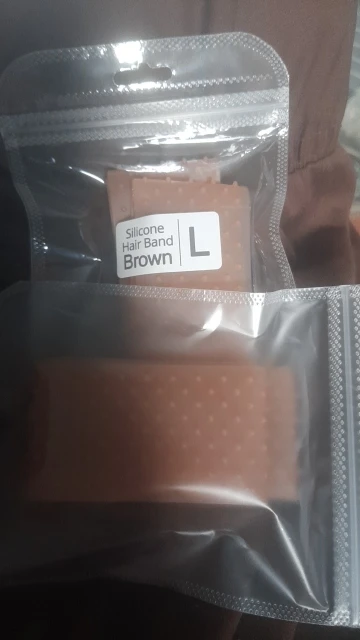 Silicone
Hair Band
Brown
L